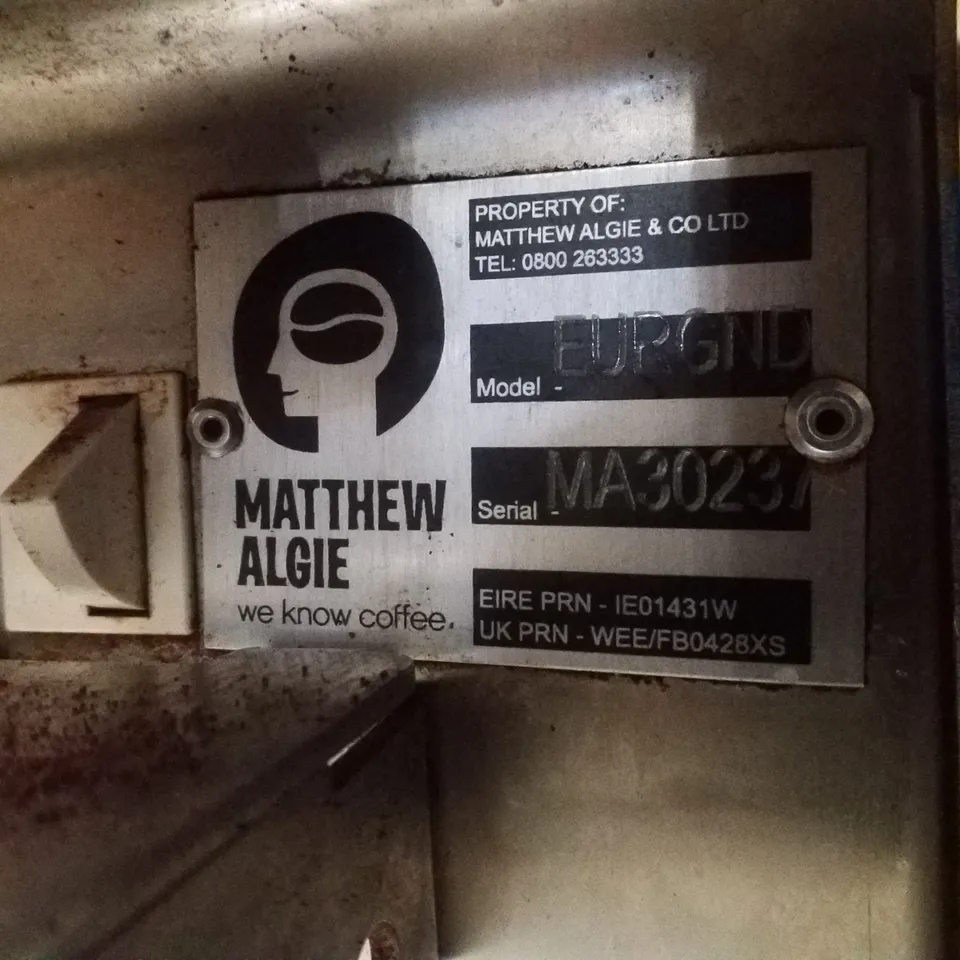 PROPERTY OF:
MATTHEW ALGIE & CO LTD
TEL: 0800 263333
EURGND
Model -
MA30237
Serial -
MATTHEW
ALGIE
we know coffee.
EIRE PRN - IE01431W
UK PRN - WEE/FB0428XS